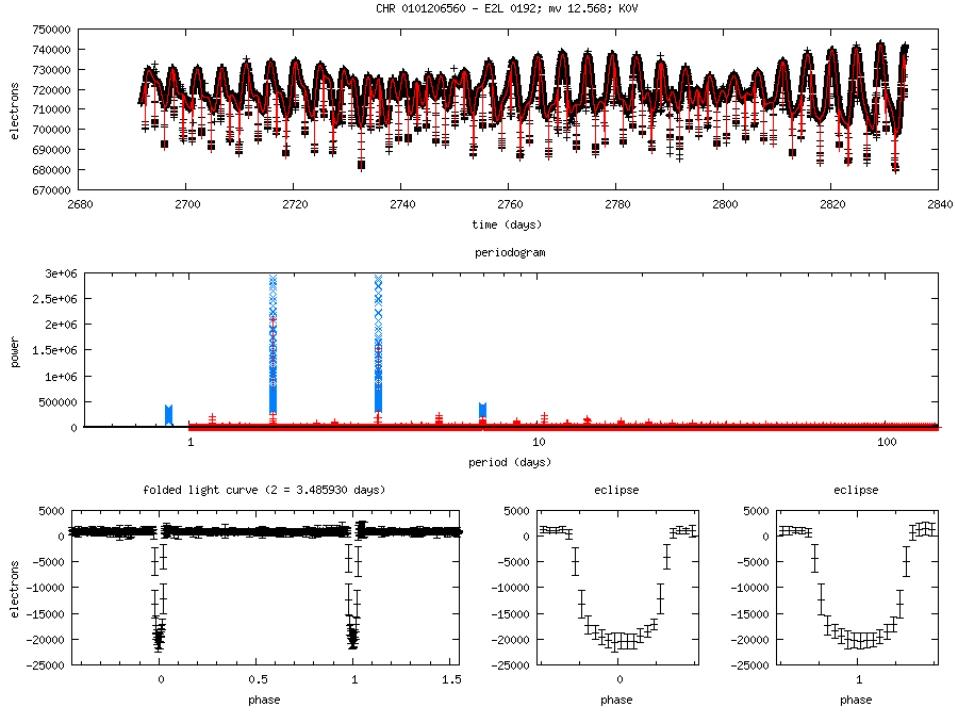 CHR 0101206560 - E2L 0192; mv 12.568; K0V
750000
740000
730000
720000
710000
700000
690000
680000
670000
electrons
2680 2700 2720 2740 2760 2780 2800 2820 2840
time (days)
periodogram
3e+06
2.5e+06
2e+06
1.5e+06
1e+06
500000
0
power
1 10 100
period (days)
folded light curve (2 = 3.485930 days)
5000
0
-5000
-10000
-15000
-20000
-25000
electrons
0 0.5 1 1.5
phase
eclipse
5000
0
-5000
-10000
-15000
-20000
-25000
0
phase
eclipse
5000
0
-5000
-10000
-15000
-20000
-25000
1
phase